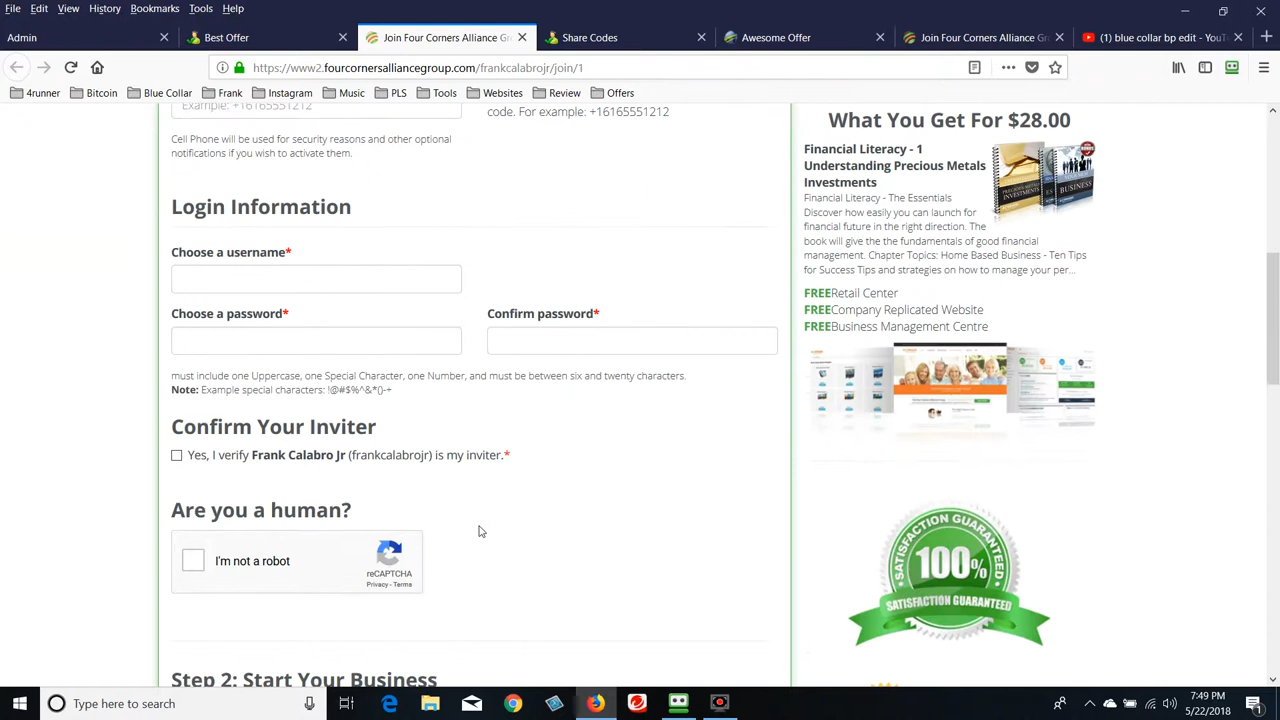 File Edit View History Bookmarks Tools Help
Admin
Best Offer
Join Four Corners Alliance Gr
Share Codes
Awesome Offer
Join Four Corners Alliance Gr
(1) blue collar bp edit - YouT
https://www2.fourcornersalliancegroup.com/frankcalabrojr/join/1
4runner Bitcoin Blue Collar Frank Instagram Music PLS Tools Websites Review Offers
Example: +16165551212
code. For example: +16165551212
Cell Phone will be used for security reasons and other optional
notifications if you wish to activate them.
Login Information
Choose a username*
Choose a password*
Confirm password*
must include one Uppercase, one Special Character, one Number, and must be between six and twenty characters.
Note: Example special characters
Confirm Your Inviter
Yes, I verify Frank Calabro Jr (frankcalabrojr) is my inviter.*
Are you a human?
I'm not a robot
reCAPTCHA
Privacy - Terms
Step 2: Start Your Business
What You Get For $28.00
Financial Literacy - 1
Understanding Precious Metals
Investments
Financial Literacy - The Essentials
Discover how easily you can launch for
financial future in the right direction. The
book will give the the fundamentals of good financial
management. Chapter Topics: Home Based Business - Ten Tips
for Success Tips and strategies on how to manage your per...
FREERetail Center
FREECompany Replicated Website
FREEBusiness Management Centre
SATISFACTION GUARANTEED
100%
SATISFACTION GUARANTEED
Type here to search
7:49 PM
5/22/2018